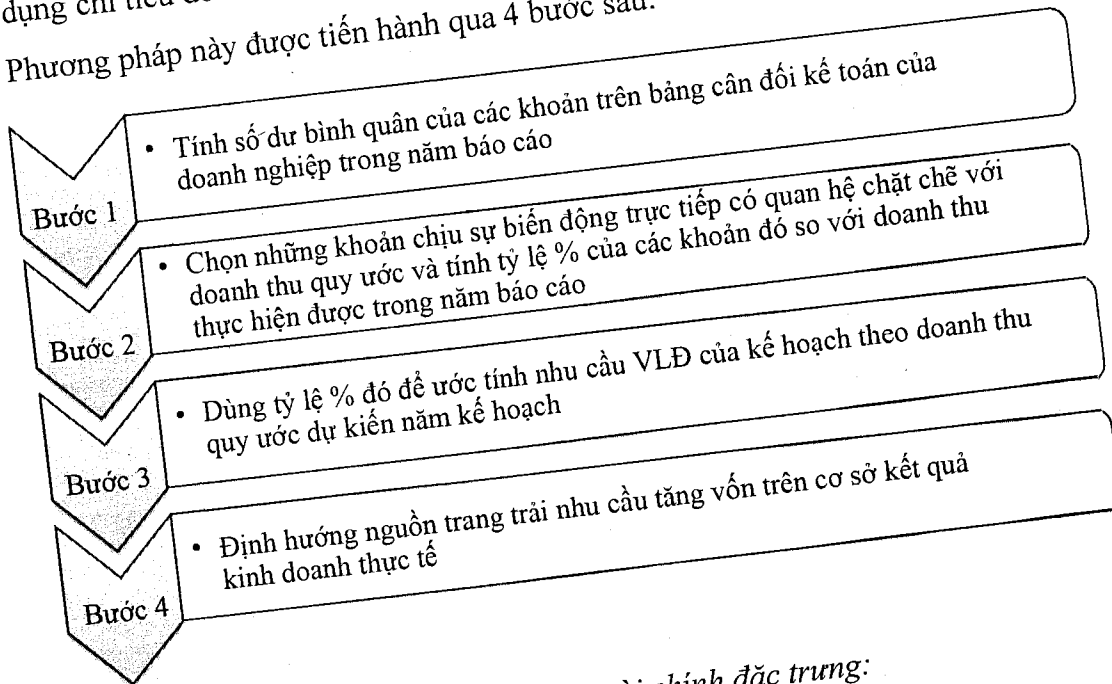 dụng chỉ tiêu
Phương pháp này được tiến hành qua 4 bước sau:
• Tính số dư bình quân của các khoản trên bảng cân đối kế toán của
doanh nghiệp trong năm báo cáo
Bước 1
• Chọn những khoản chịu sự biến động trực tiếp có quan hệ chặt chẽ với
doanh thu quy ước và tính tỷ lệ % của các khoản đó so với doanh thu
thực hiện được trong năm báo cáo
Bước 2
• Dùng tỷ lệ % đó để ước tính nhu cầu VLĐ của kế hoạch theo doanh thu
quy ước dự kiến năm kế hoạch
Bước 3
• Định hướng nguồn trang trải nhu cầu tăng vốn trên cơ sở kết quả
kinh doanh thực tế
Bước 4
chính đặc trưng: